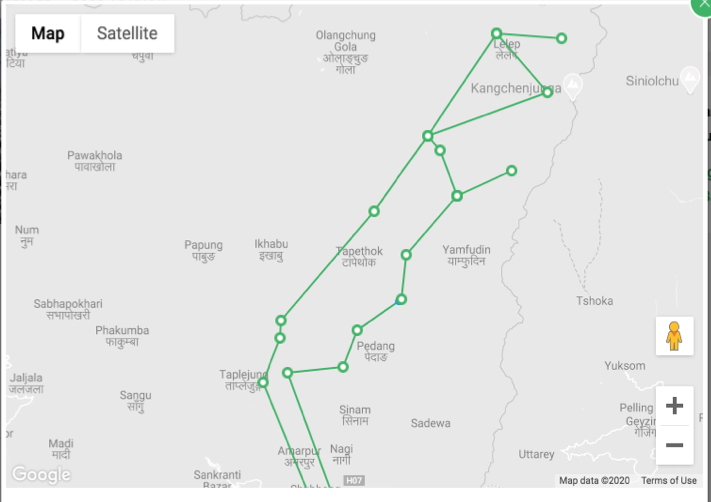 Map Satellite
Olangchung
Gola
ओलाङ्चुङ
गोला
Lelep
लेलेप
Kangchenjunga
Siniolchu
Pawakhola
पावाखोला
Num
नुम
Papung
पाबुङ
Ikhabu
इखाबु
Tapethok
टापेथोक
Yamfudin
याम्फुदिन
Tshoka
Sabhapokhari
सभापोखरी
Phakumba
फाकुम्बा
Pedang
पेदाङ
Yuksom
Jaljala
जलजला
Taplejung
ताप्लेजुङ्ग
Sangu
साँगु
Sinam
सिनाम
Sadewa
Pelling
Geyzing
Madi
मादी
Amarpur
अमरपुर
Nagi
नागी
Uttarey
Sankranti
Bazar
H07
Google
Map data ©2020 Terms of Use